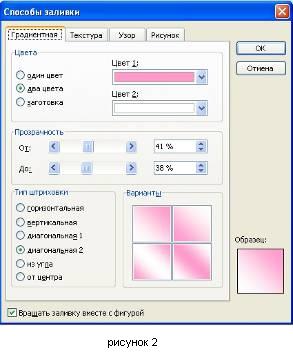 Способы заливки
Градиентная Текстура Узор Рисунок
ОК
Отмена
Цвета
один цвет
два цвета
заготовка
Цвет 1:
Цвет 2:
Прозрачность
От: 41 %
До: 38 %
Тип штриховки
горизонтальная
вертикальная
диагональная 1
диагональная 2
из угла
от центра
Варианты
Образец:
Вращать заливку вместе с фигурой
рисунок 2